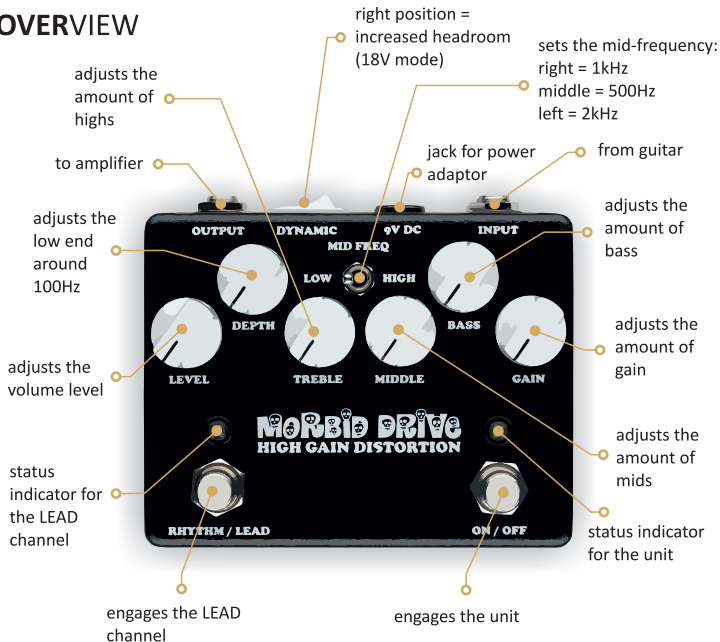 OVERVIEW
right position =
increased headroom
(18V mode)
sets the mid-frequency:
right = 1kHz
middle = 500Hz
left = 2kHz
adjusts the
amount of
highs
to amplifier
jack for power
adaptor
from guitar
adjusts the
low end
around
100Hz
adjusts the
amount of
bass
OUTPUT
DYNAMIC
9V DC
INPUT
MID FREQ
LOW
HIGH
DEPTH
BASS
adjusts the
volume level
LEVEL
TREBLE
MIDDLE
GAIN
adjusts the
amount of
gain
MORBID DRIVE
HIGH GAIN DISTORTION
adjusts the
amount of
mids
status
indicator for
the LEAD
channel
RHYTHM / LEAD
ON / OFF
status indicator
for the unit
engages the LEAD
channel
engages the unit